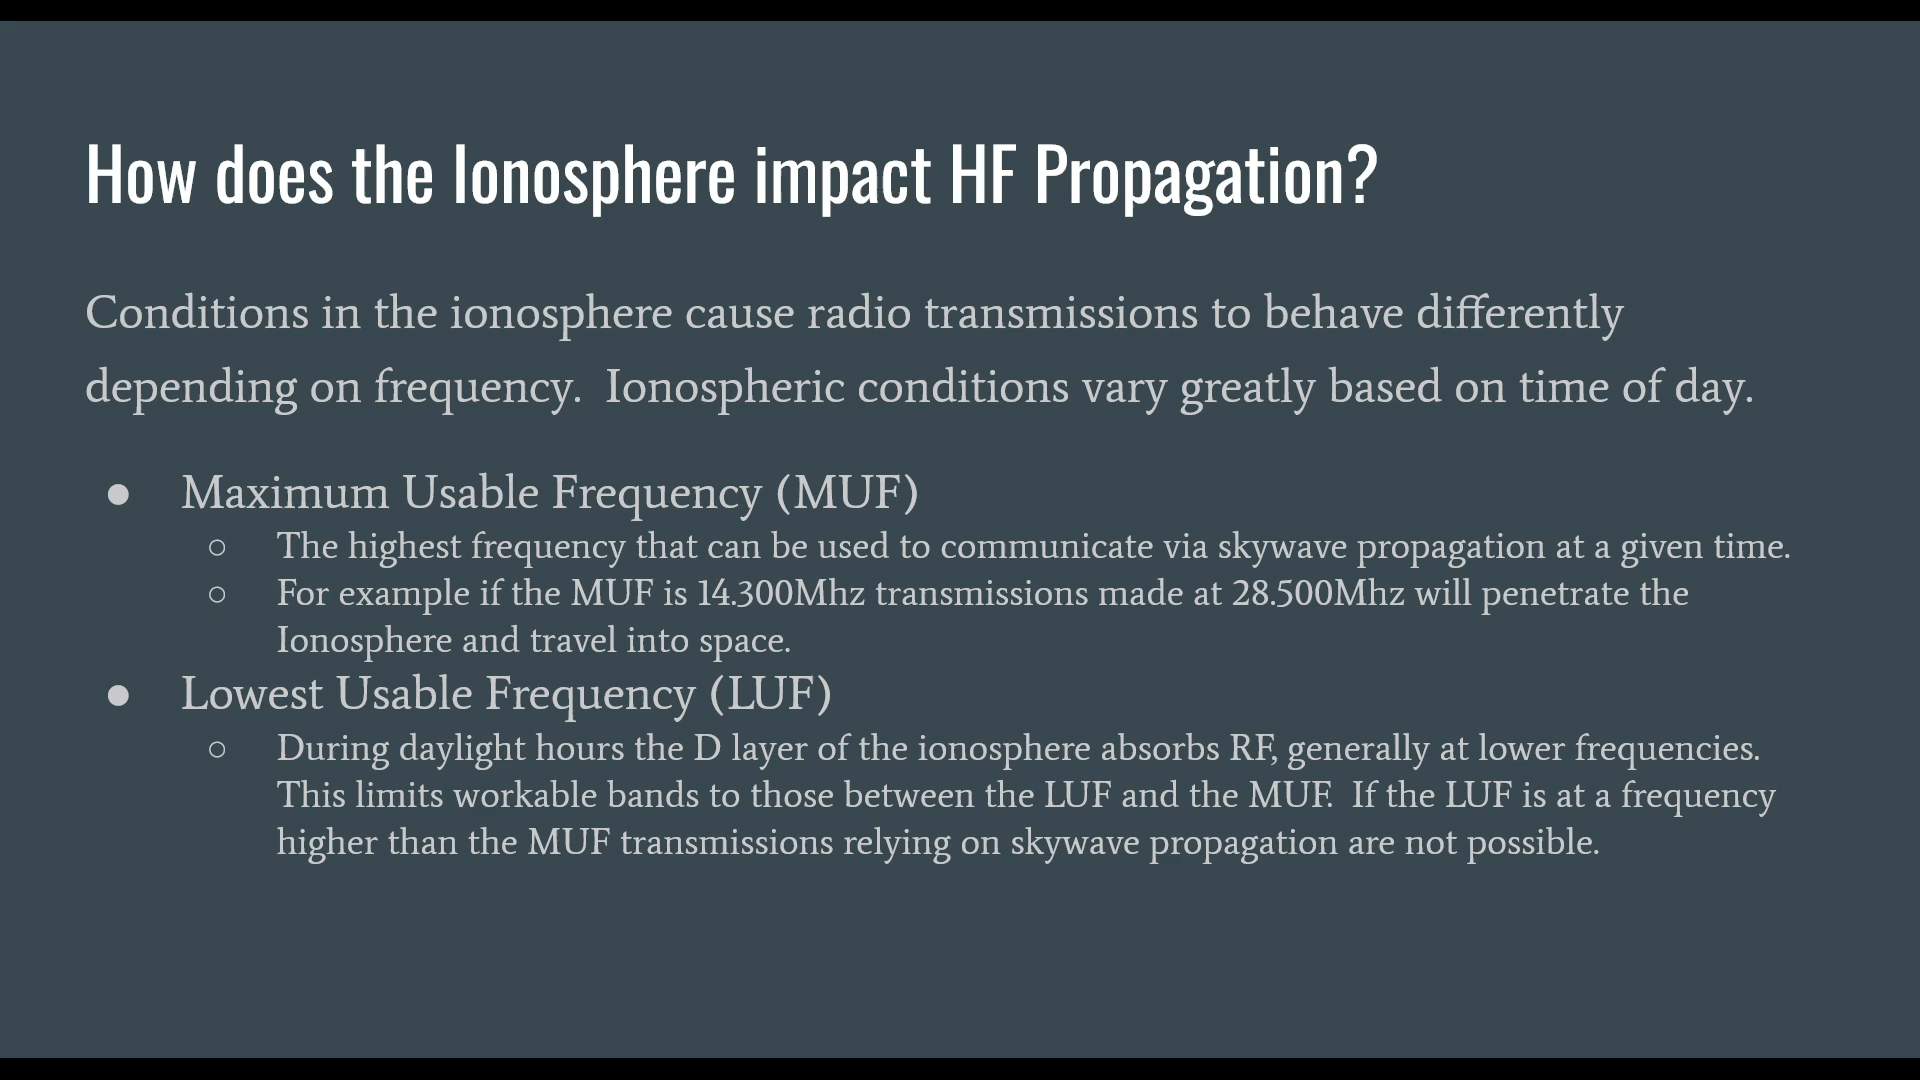 How does the Ionosphere impact HF Propagation?
Conditions in the ionosphere cause radio transmissions to behave differently
depending on frequency.  Ionospheric conditions vary greatly based on time of day.
● Maximum Usable Frequency (MUF)
○ The highest frequency that can be used to communicate via skywave propagation at a given time.
○ For example if the MUF is 14.300Mhz transmissions made at 28.500Mhz will penetrate the
Ionosphere and travel into space.
● Lowest Usable Frequency (LUF)
○ During daylight hours the D layer of the ionosphere absorbs RF, generally at lower frequencies.
This limits workable bands to those between the LUF and the MUF.  If the LUF is at a frequency
higher than the MUF transmissions relying on skywave propagation are not possible.